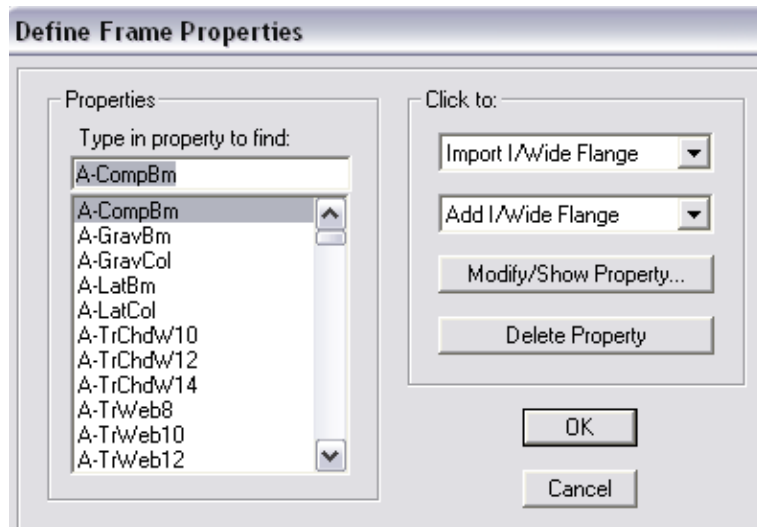 Define Frame Properties
Properties
Type in property to find:
A-CompBm
A-CompBm
A-GravBm
A-GravCol
A-LatBm
A-LatCol
A-TrChdW10
A-TrChdW12
A-TrChdW14
A-TrWeb8
A-TrWeb10
A-TrWeb12
Click to:
Import I/Wide Flange
Add I/Wide Flange
Modify/Show Property...
Delete Property
OK
Cancel